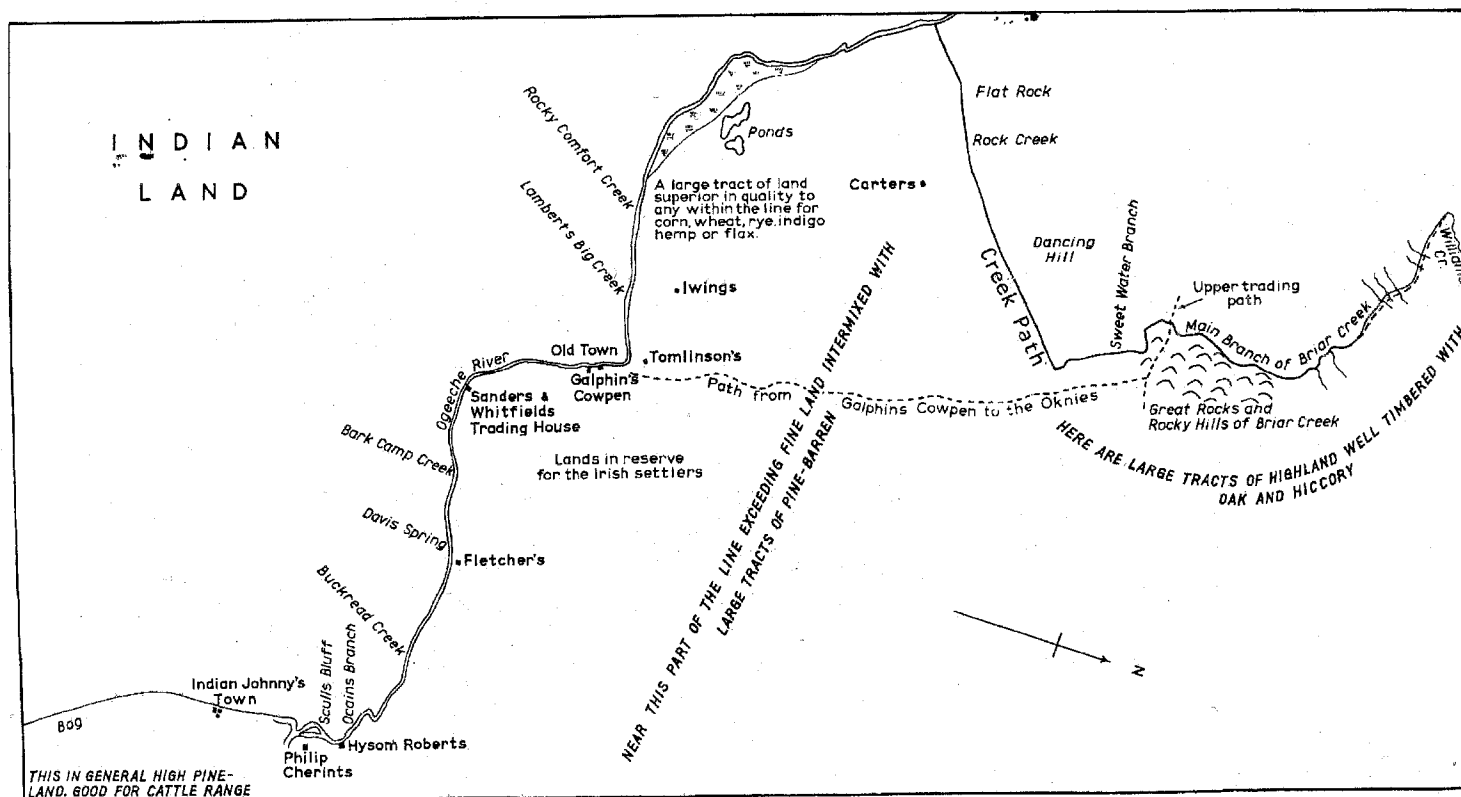 INDIAN
LAND
Rocky Comfort Creek
Lambert's Big Creek
Ponds
A large tract of land
superior in quality to
any within the line for
corn, wheat, rye, indigo
hemp or flax.
Flat Rock
Rock Creek
Carters
Dancing
Hill
Creek Path
Sweet Water Branch
Upper trading
path
Main Branch of Briar Creek
Cr.
Iwings
Old Town
Tomlinson's
Galphin's
Cowpen
Ogeeche River
Sanders &
Whitfields
Trading House
Path from Galphins Cowpen to the Oknies
Great Rocks and
Rocky Hills of Briar Creek
HERE ARE LARGE TRACTS OF HIGHLAND WELL TIMBERED WITH
OAK AND HICCORY
NEAR THIS PART OF THE LINE EXCEEDING FINE LAND INTERMIXED WITH
LARGE TRACTS OF PINE-BARREN
Bark Camp Creek
Lands in reserve
for the Irish settlers
Davis Spring
Fletcher's
Buckread Creek
Sculls Bluff
Ocains Branch
Indian Johnny's
Town
Bag
Hysom Roberts
Philip
Cherints
N
THIS IN GENERAL HIGH PINE-
LAND, GOOD FOR CATTLE RANGE